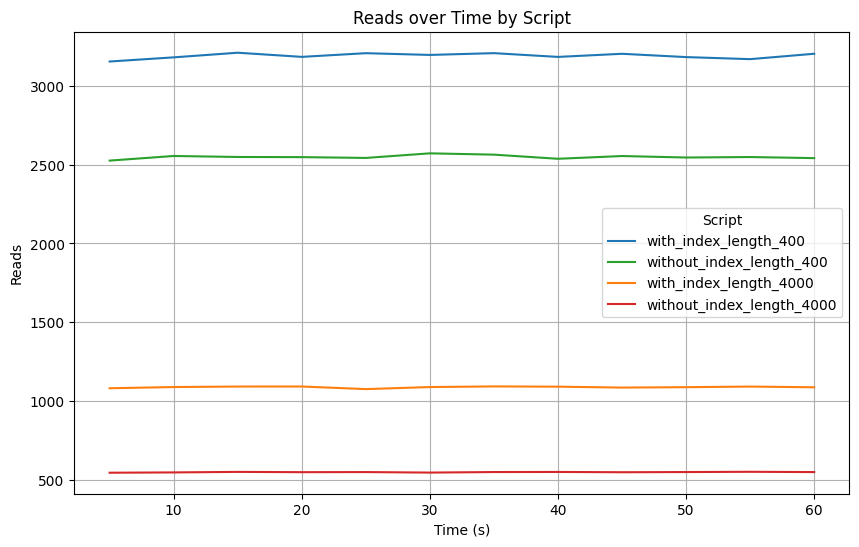 Reads over Time by Script
3000
2500
2000
1500
1000
500
Reads
Script
with_index_length_400
without_index_length_400
with_index_length_4000
without_index_length_4000
10 20 30 40 50 60
Time (s)